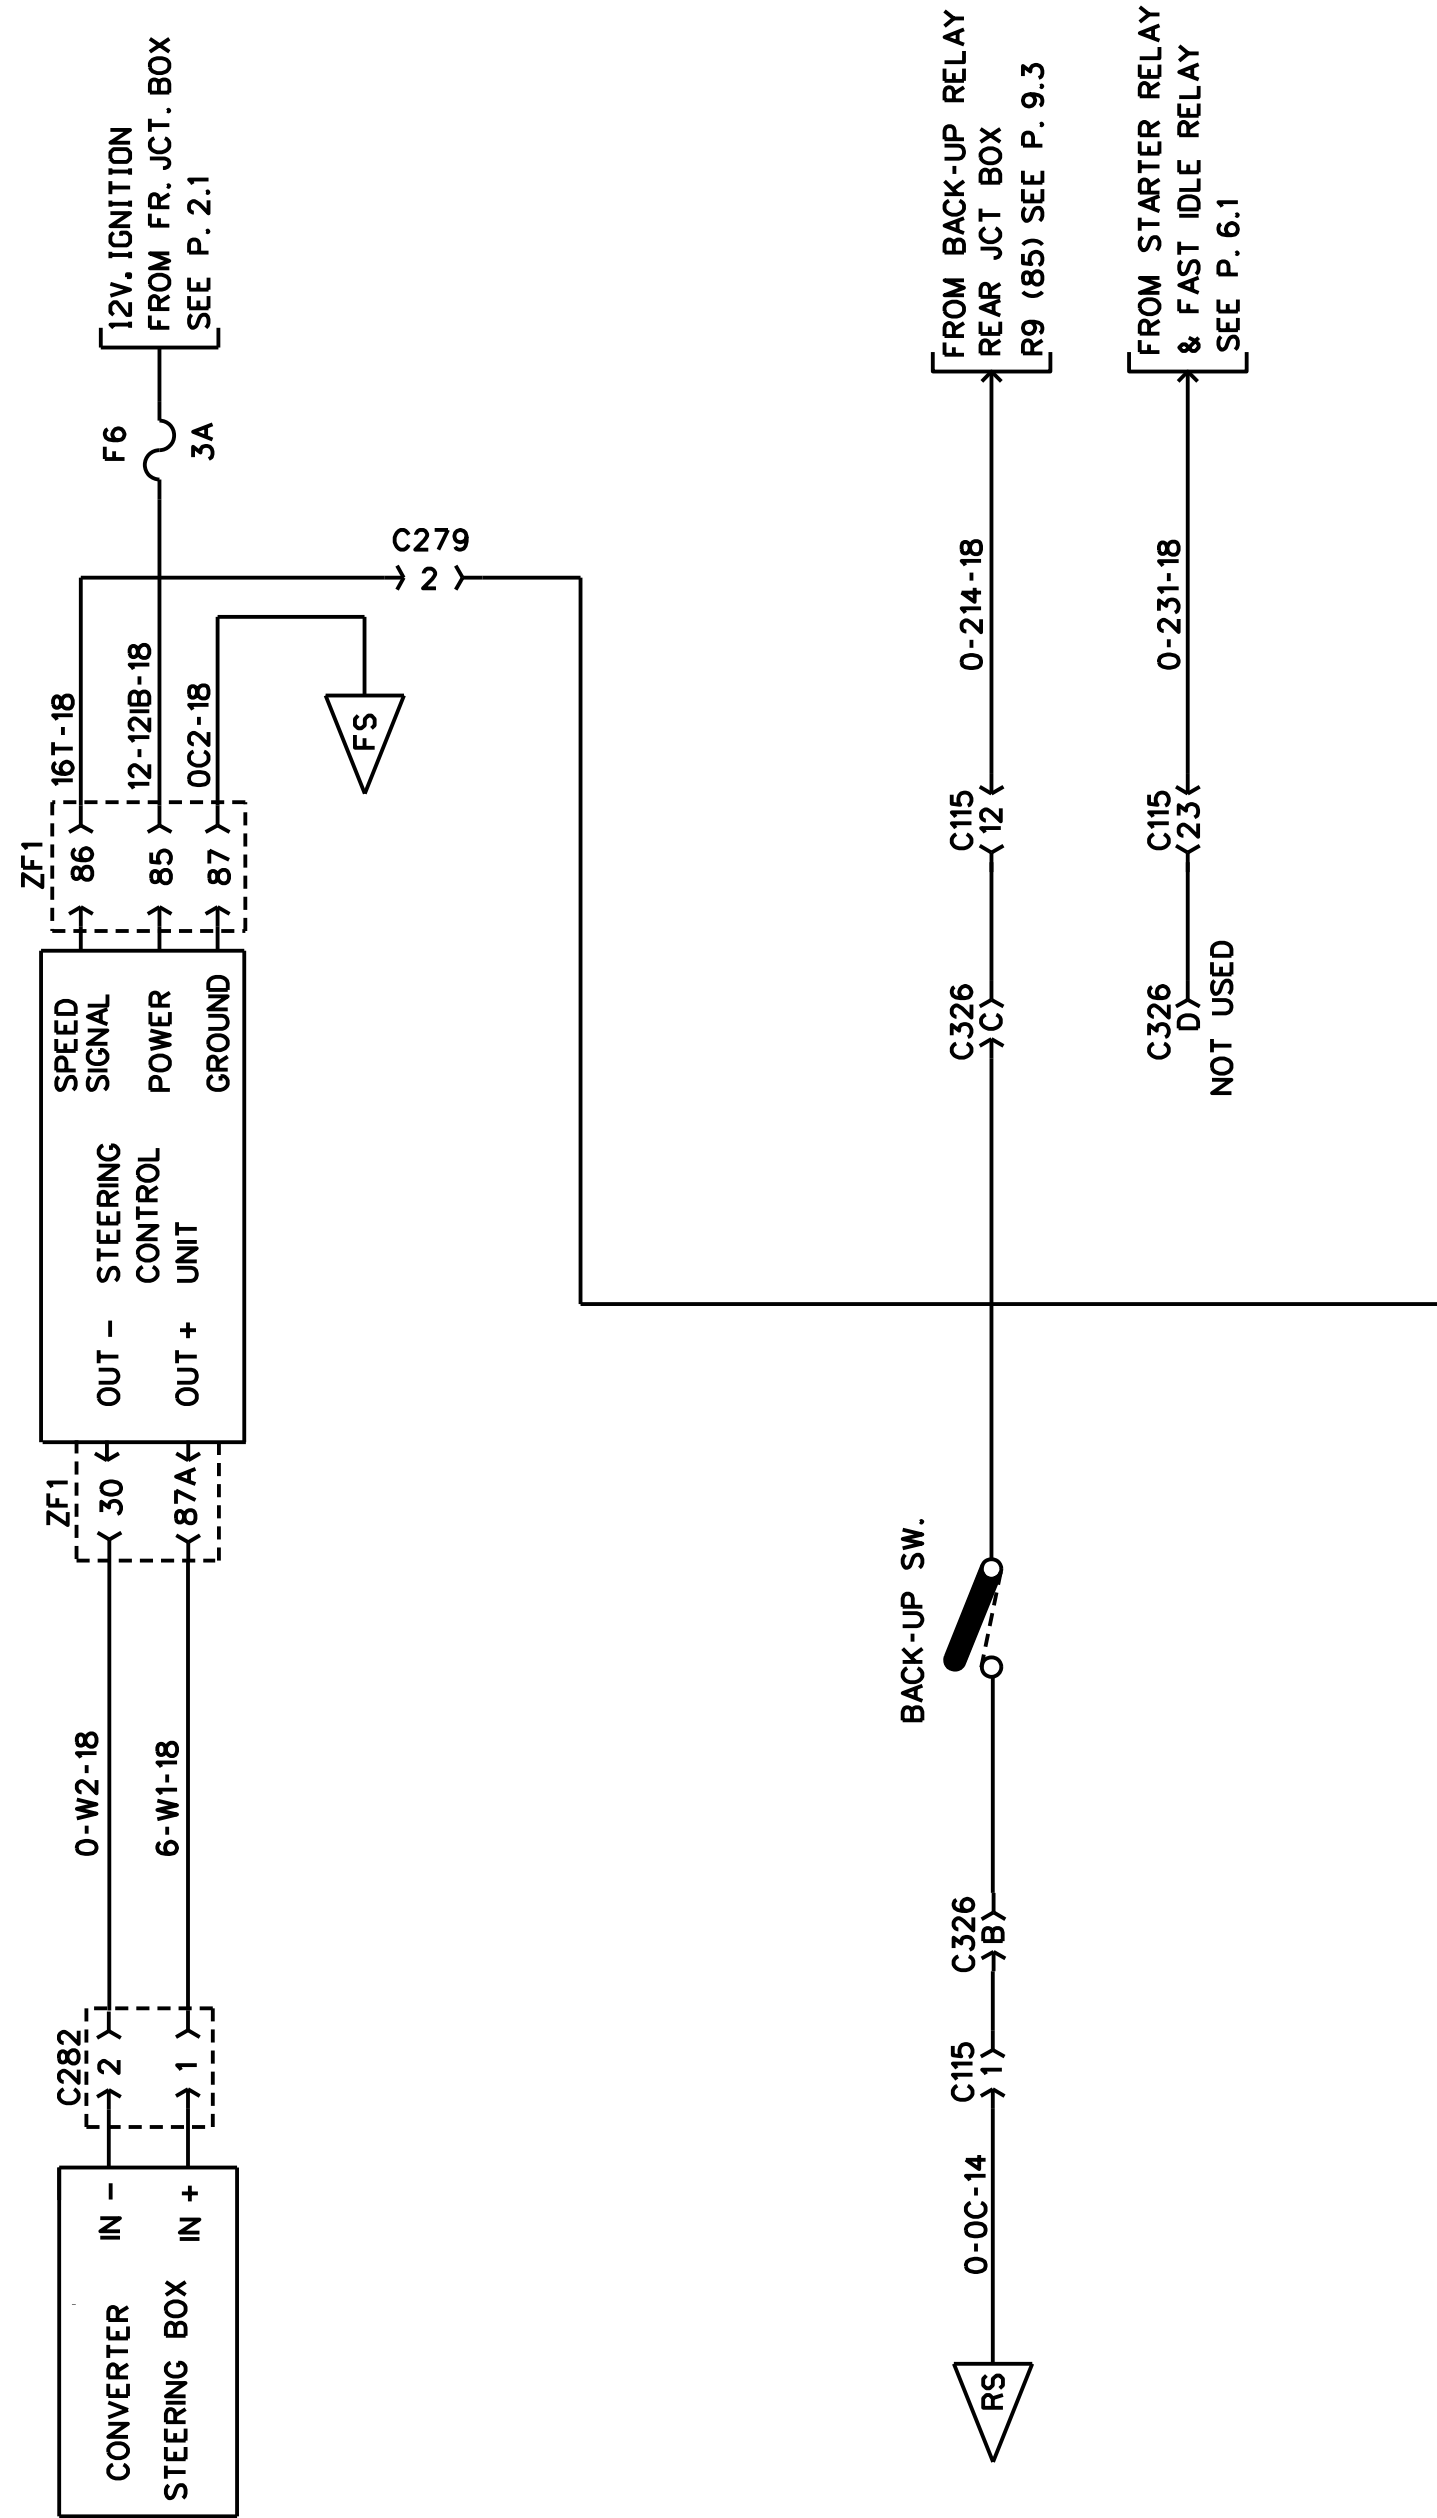 12V. IGNITION
FROM FR. JCT. BOX
SEE P. 2.1
F6
3A
C279
2
16T-18
12-12IB-18
0C2-18
FS
ZF1
86
85
87
SPEED
SIGNAL
POWER
GROUND
STEERING
CONTROL
UNIT
OUT -
OUT +
ZF1
30
87A
0-W2-18
6-W1-18
C282
2
1
IN -
IN +
CONVERTER
STEERING BOX
FROM BACK-UP RELAY
REAR JCT BOX
R9 (85) SEE P. 9.3
0-214-18
C115
12
C326
C
BACK-UP SW.
C326
B
C115
1
0-0C-14
RS
FROM STARTER RELAY
& FAST IDLE RELAY
SEE P. 6.1
0-231-18
C115
23
C326
D
NOT USED